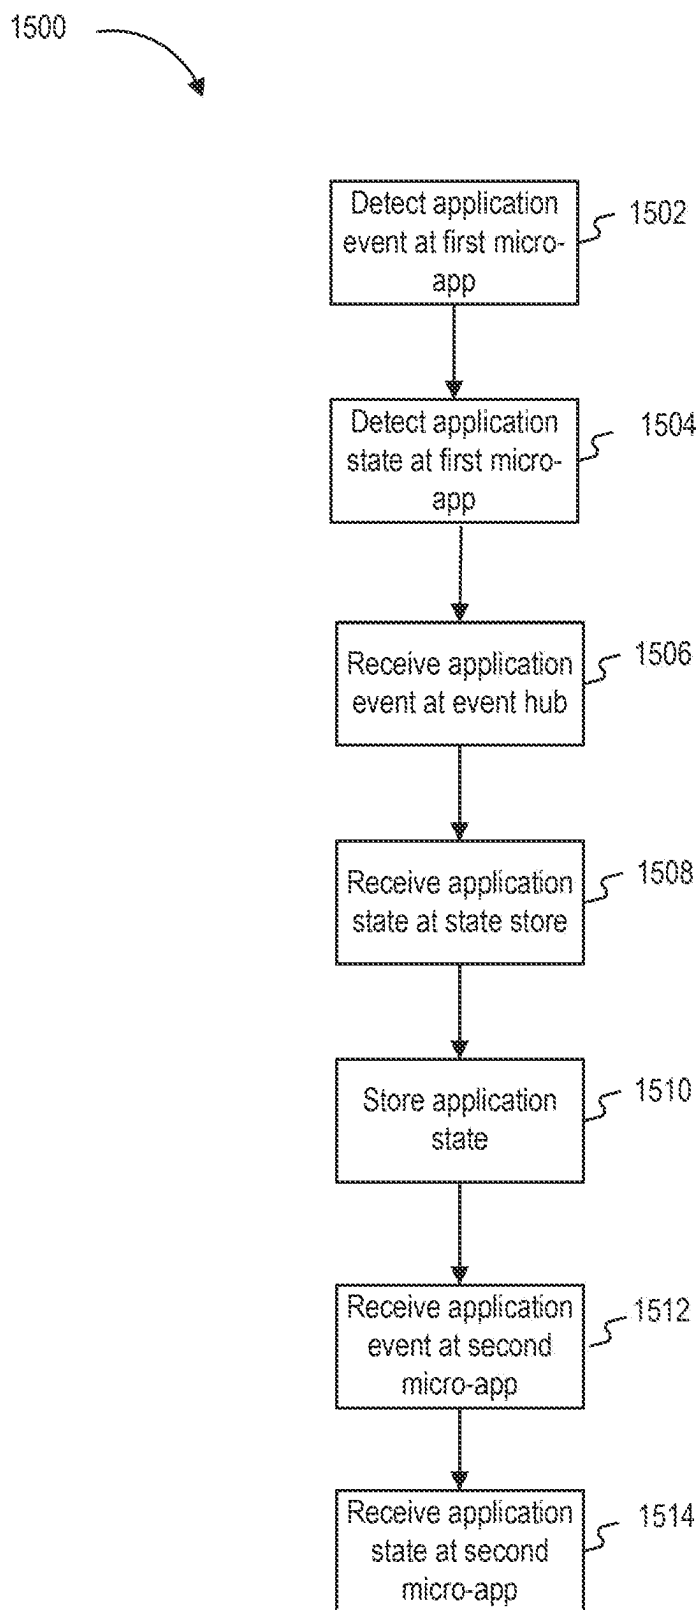 1500
Detect application
event at first micro-
app
1502
Detect application
state at first micro-
app
1504
Receive application
event at event hub
1506
Receive application
state at state store
1508
Store application
state
1510
Receive application
event at second
micro-app
1512
Receive application
state at second
micro-app
1514